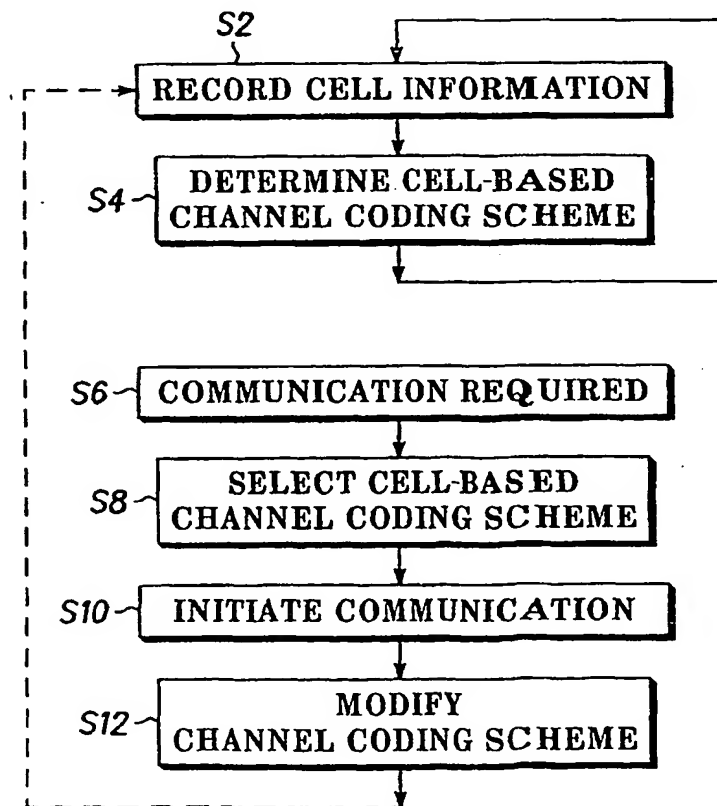 S2
RECORD CELL INFORMATION
S4
DETERMINE CELL-BASED
CHANNEL CODING SCHEME
S6
COMMUNICATION REQUIRED
S8
SELECT CELL-BASED
CHANNEL CODING SCHEME
S10
INITIATE COMMUNICATION
S12
MODIFY
CHANNEL CODING SCHEME